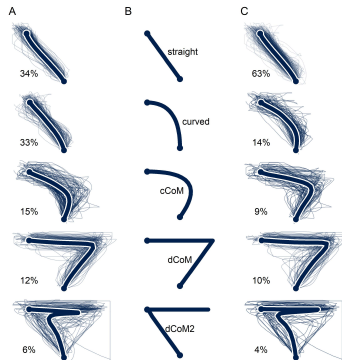 A B C
34% straight 63%
33% curved 14%
15% cCoM 9%
12% dCoM 10%
6% dCoM2 4%